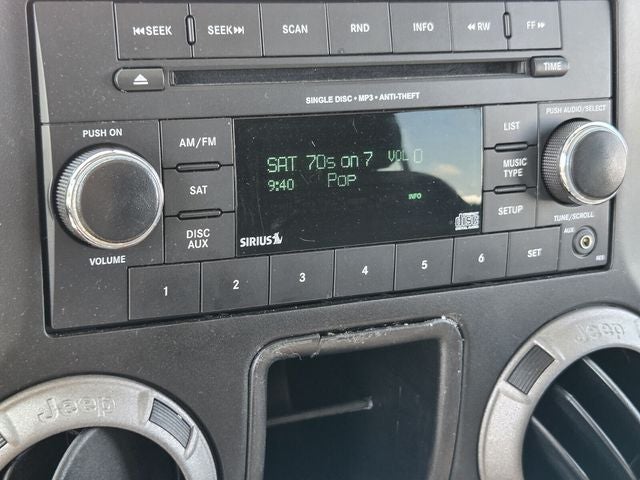 ⏮SEEK SEEK⏭ SCAN RND INFO ◀◀RW FF▶▶
TIME
SINGLE DISC • MP3 • ANTI-THEFT
PUSH ON
VOLUME
AM/FM
SAT
DISC AUX
SAT 70s on 7 VOL 0
9:40 Pop
INFO
SIRIUS
COMPACT disc
LIST
MUSIC TYPE
SETUP
PUSH AUDIO/SELECT
TUNE/SCROLL
AUX
1 2 3 4 5 6 SET
Jeep
Jeep